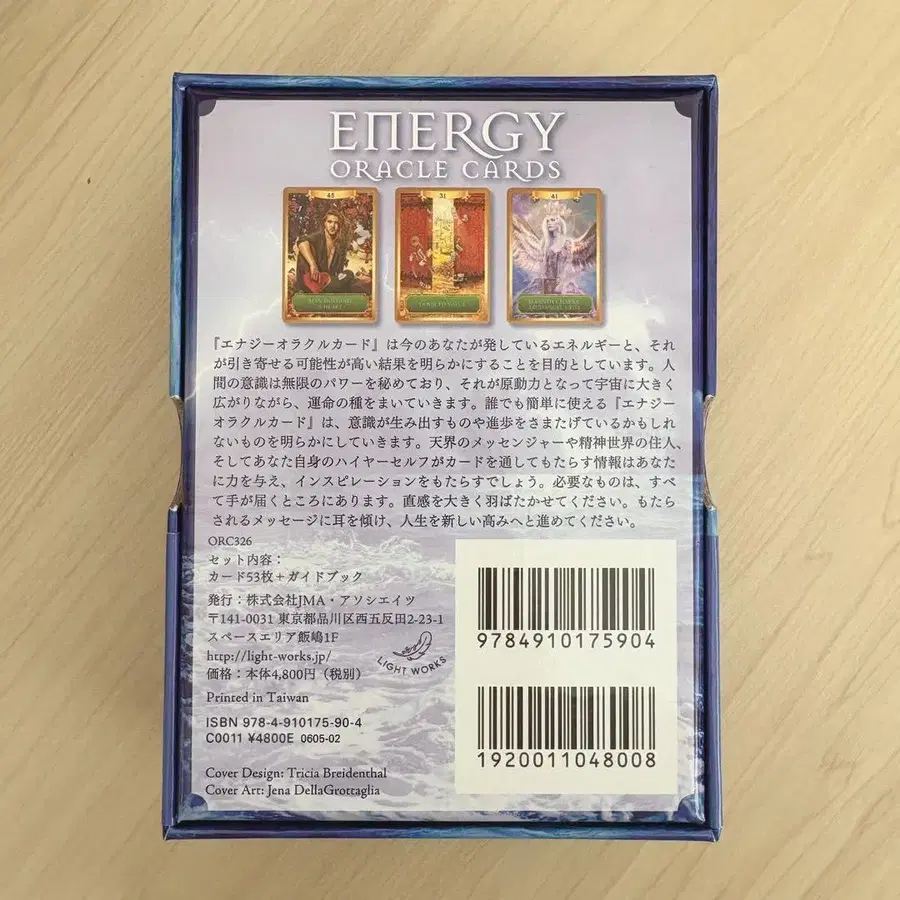 ENERGY
ORACLE CARDS
45
31
41
MAN HOLDING
A HEART
『エナジーオラクルカード』は今のあなたが発しているエネルギーと、それ
が引き寄せる可能性が高い結果を明らかにすることを目的としています。人
間の意識は無限のパワーを秘めており、それが原動力となって宇宙に大きく
広がりながら、運命の種をまいていきます。誰でも簡単に使える『エナジー
オラクルカード』は、意識が生み出すものや進歩をさまたげているかもしれ
ないものを明らかにしていきます。天界のメッセンジャーや精神世界の住人、
そしてあなた自身のハイヤーセルフがカードを通してもたらす情報はあなた
に力を与え、インスピレーションをもたらすでしょう。必要なものは、すべ
て手が届くところにあります。直感を大きく羽ばたかせてください。もたら
されるメッセージに耳を傾け、人生を新しい高みへと進めてください。
ORC326
セット内容：
カード53枚＋ガイドブック
発行：株式会社JMA・アソシエイツ
〒141-0031 東京都品川区西五反田2-23-1
スペースエリア飯嶋1F
http://light-works.jp/
価格：本体4,800円（税別）
LIGHT WORKS
Printed in Taiwan
ISBN 978-4-910175-90-4
C0011 ¥4800E 0605-02
Cover Design: Tricia Breidenthal
Cover Art: Jena DellaGrottaglia
9784910175904
1920011048008